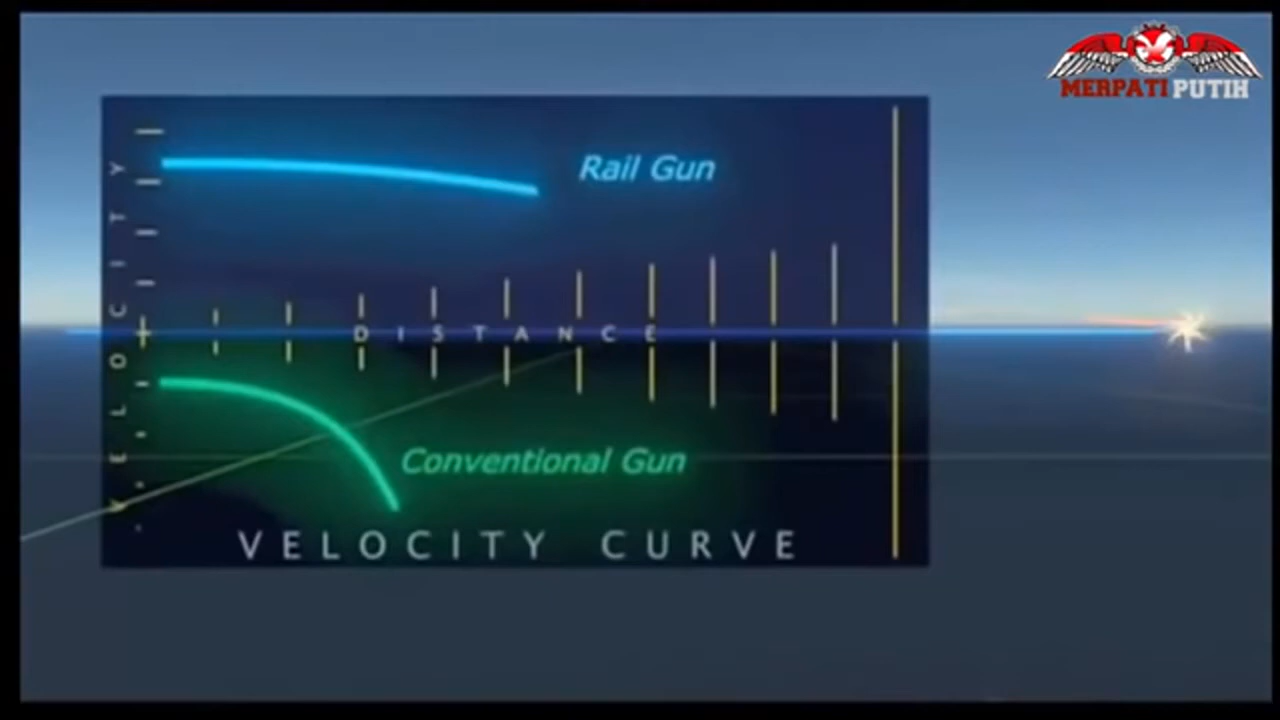 MERPATI PUTIH
Rail Gun
VELOCITY
DISTANCE
Conventional Gun
VELOCITY CURVE